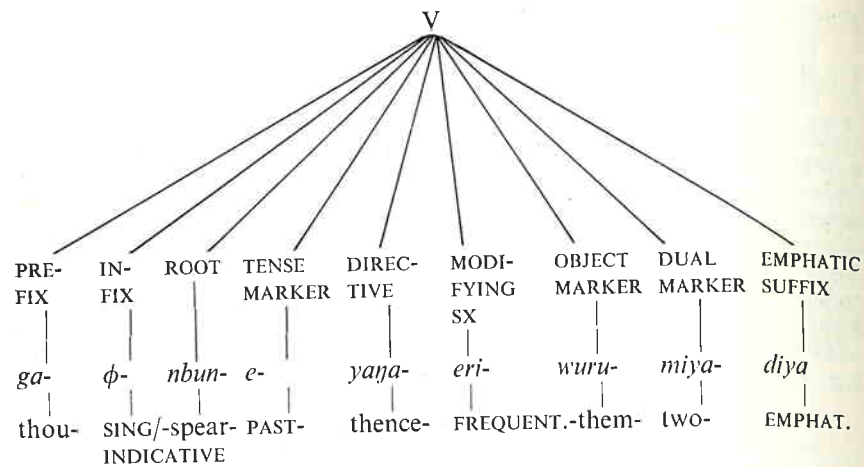 V
PRE- IN- ROOT TENSE DIREC- MODI- OBJECT DUAL EMPHATIC
FIX FIX MARKER TIVE FYING MARKER MARKER SUFFIX
SX
ga- ϕ- nbun- e- yaŋa- eri- wuru- miya- diya
thou- SING/-spear- PAST- thence- FREQUENT.-them- two- EMPHAT.
INDICATIVE